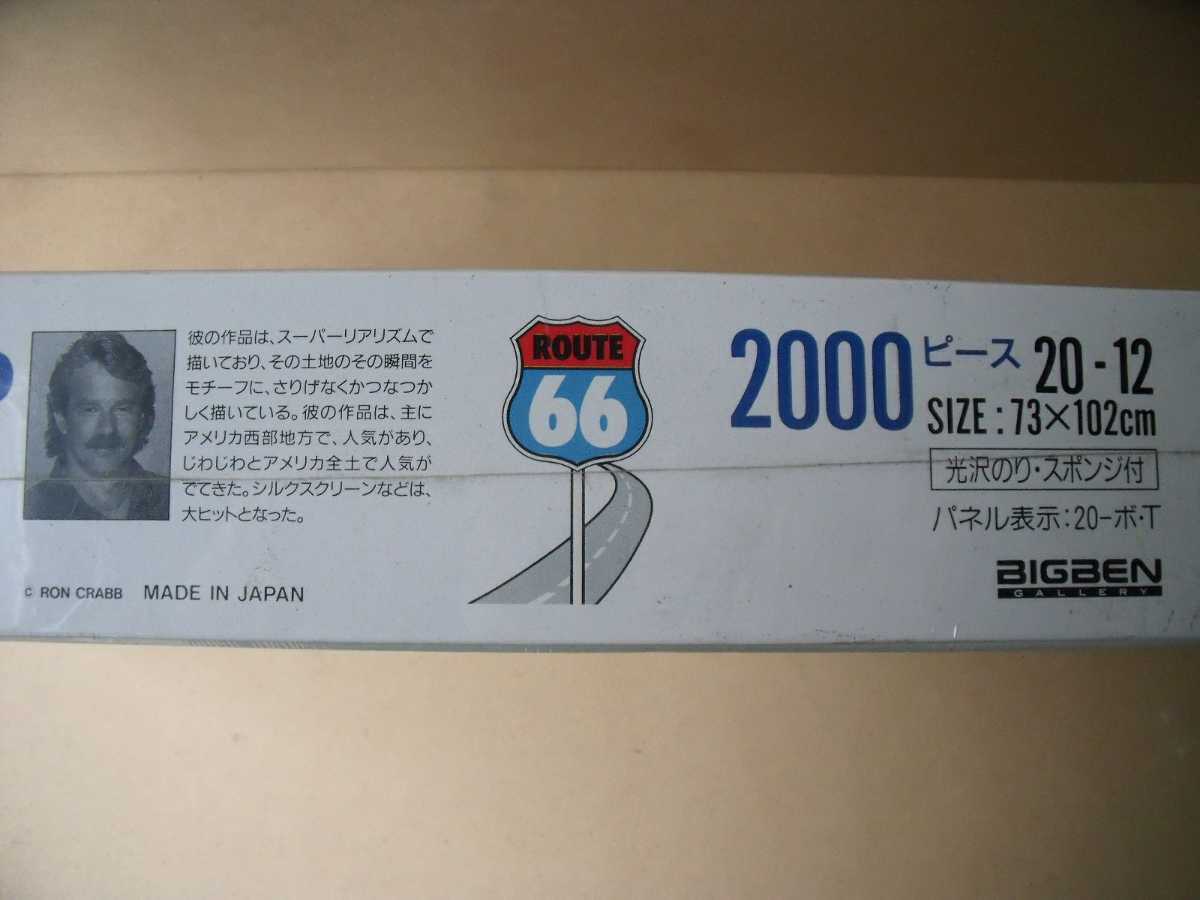 彼の作品は、スーパーリアリズムで
描いており、その土地のその瞬間を
モチーフに、さりげなくかつなつか
しく描いている。彼の作品は、主に
アメリカ西部地方で、人気があり、
じわじわとアメリカ全土で人気が
でてきた。シルクスクリーンなどは、
大ヒットとなった。
C RON CRABB MADE IN JAPAN
ROUTE
66
2000ピース 20-12
SIZE:73×102cm
光沢のり・スポンジ付
パネル表示:20-ボ・T
BIGBEN
GALLERY